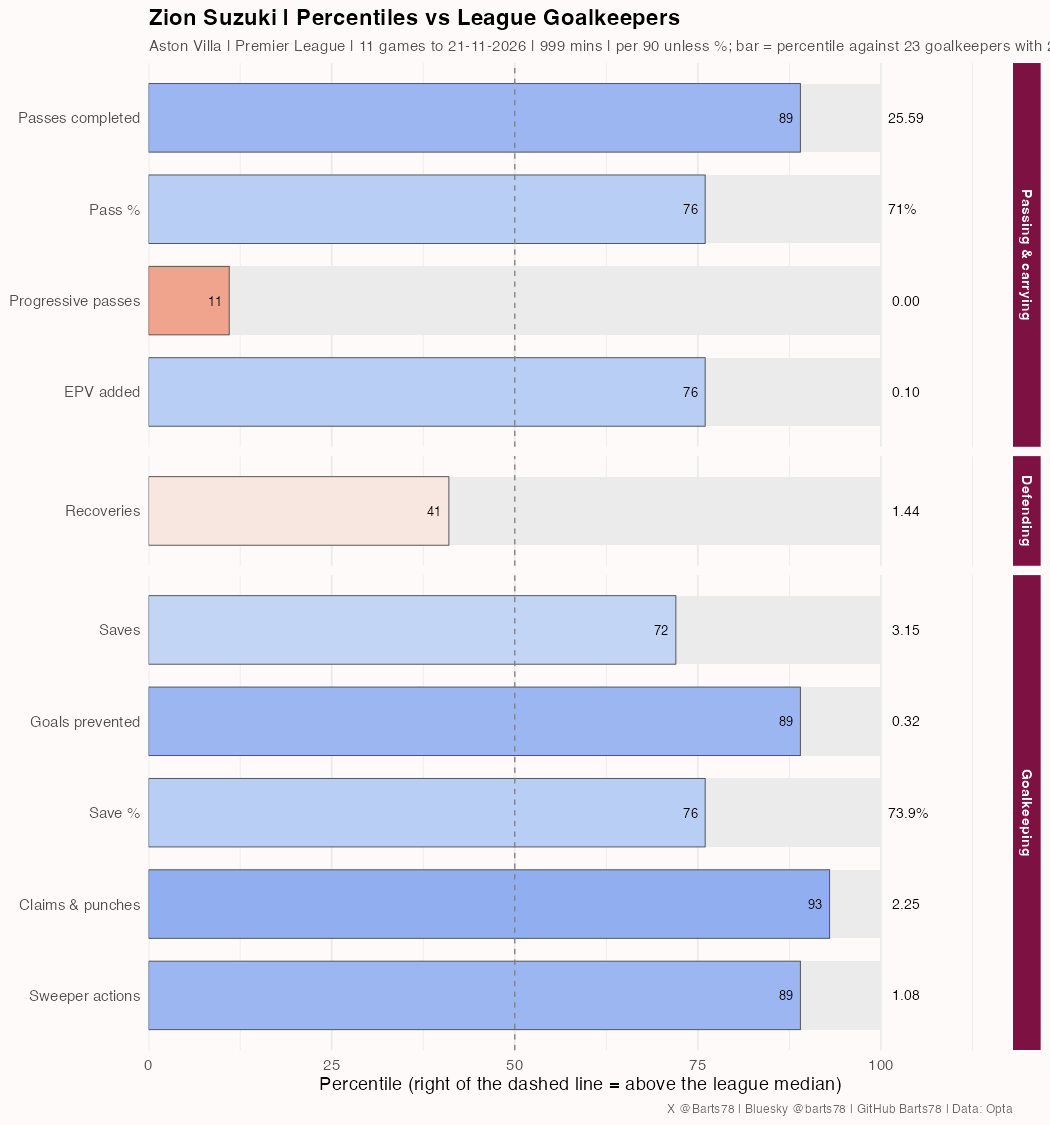 Zion Suzuki | Percentiles vs League Goalkeepers
Aston Villa | Premier League | 11 games to 21-11-2026 | 999 mins | per 90 unless %; bar = percentile against 23 goalkeepers with
Passes completed 89 25.59
Pass % 76 71%
Progressive passes 11 0.00
EPV added 76 0.10
Passing & carrying
Recoveries 41 1.44
Defending
Saves 72 3.15
Goals prevented 89 0.32
Save % 76 73.9%
Claims & punches 93 2.25
Sweeper actions 89 1.08
Goalkeeping
0 25 50 75 100
Percentile (right of the dashed line = above the league median)
X @Barts78 | Bluesky @barts78 | GitHub Barts78 | Data: Opta